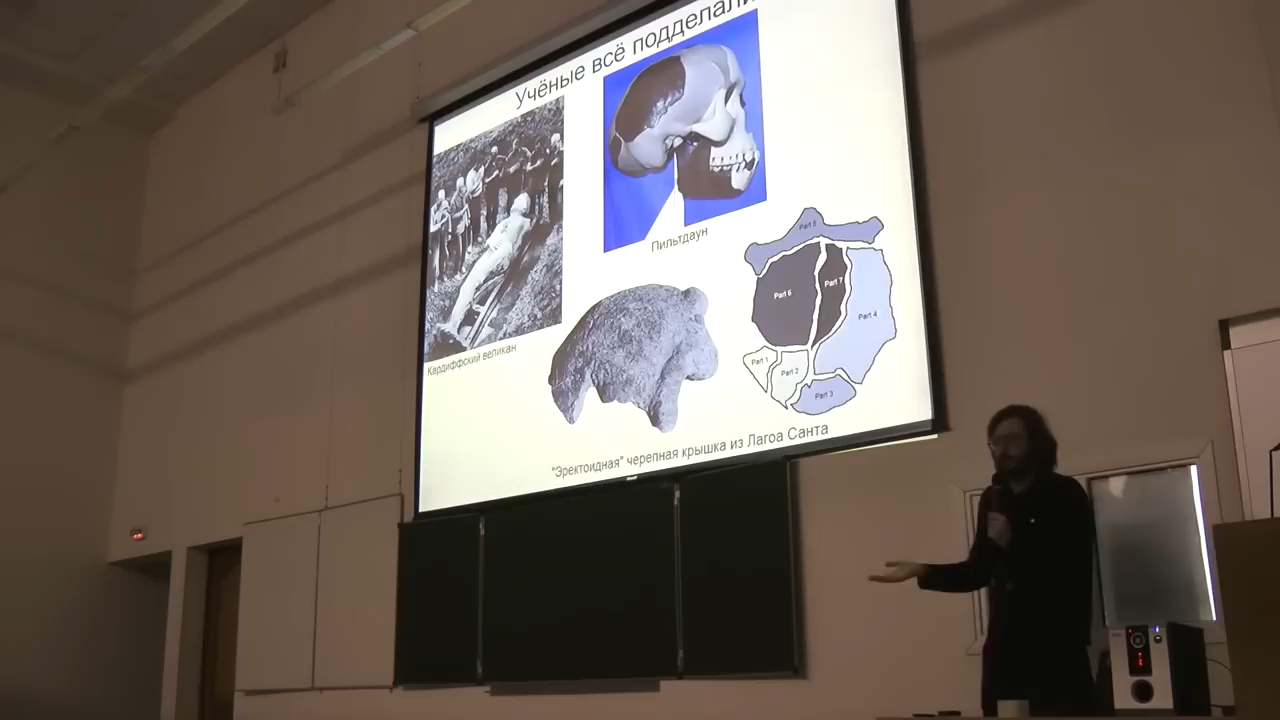 Учёные всё подделали
Пильтдаун
Кардиффский великан
Part 8
Part 6
Part 7
Part 4
Part 1
Part 2
Part 3
"Эректоидная" черепная крышка из Лагоа Санта